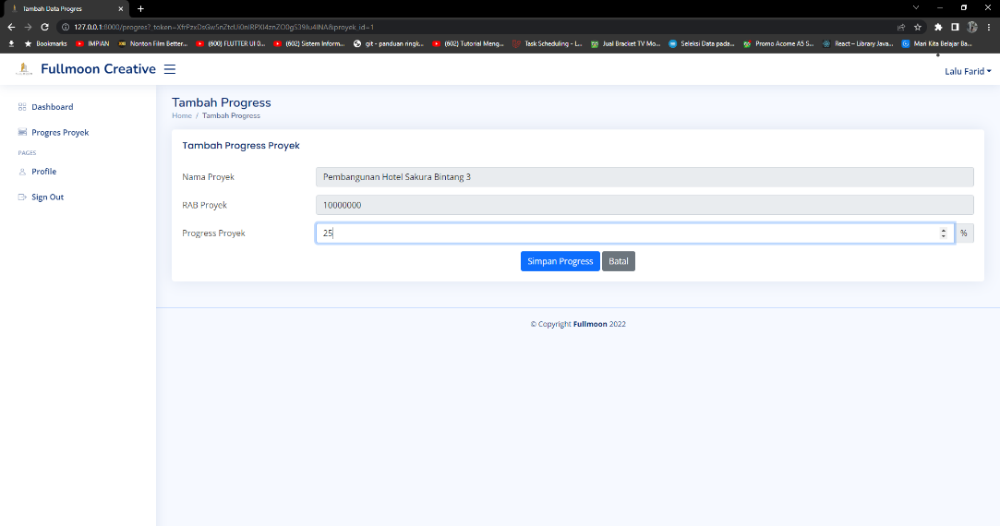 Tambah Data Progres
127.0.0.1:8000/progres?_token=XfrPzxDsGw5nZtcUi0nIRPXI4znZO0gS39Ju4INA&proyek_id=1
Bookmarks IMPIAN Nonton Film Better... (600) FLUTTER UI 0... (602) Sistem Inform... git - panduan ringk... (602) Tutorial Meng... Task Scheduling - L... Jual Bracket TV Mo... Seleksi Data pada... Promo Acome A5 S... React – Library Java... Mari Kita Belajar Ba...
Fullmoon Creative
Lalu Farid
Dashboard
Progres Proyek
PAGES
Profile
Sign Out
Tambah Progress
Home / Tambah Progress
Tambah Progress Proyek
Nama Proyek Pembangunan Hotel Sakura Bintang 3
RAB Proyek 10000000
Progress Proyek 25 %
Simpan Progress Batal
© Copyright Fullmoon 2022